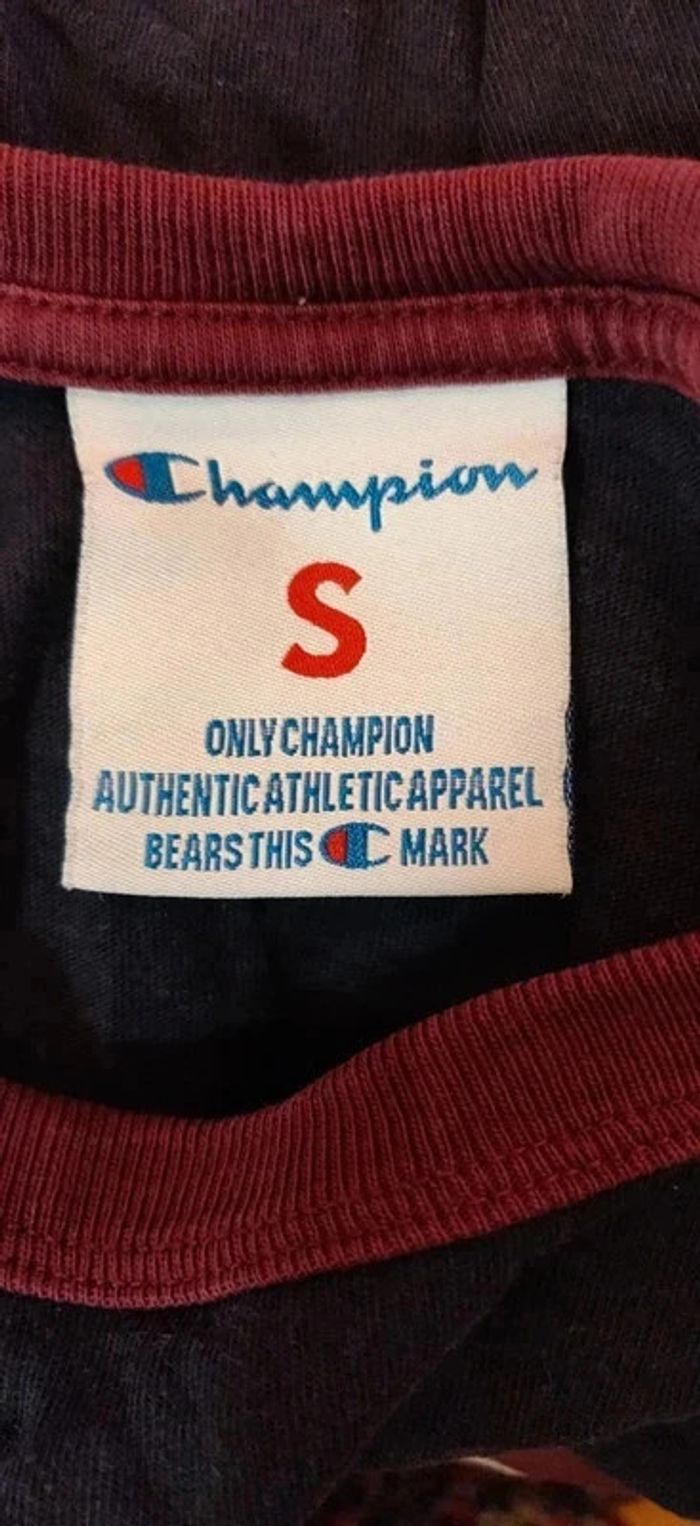 Champion
S
ONLY CHAMPION
AUTHENTIC ATHLETIC APPAREL
BEARS THIS C MARK